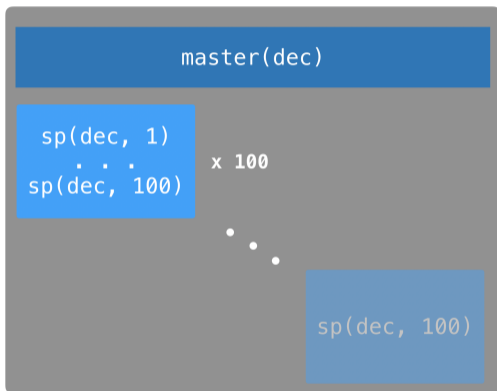 master(dec)
sp(dec, 1)
. . .
sp(dec, 100)
x 100
sp(dec, 100)